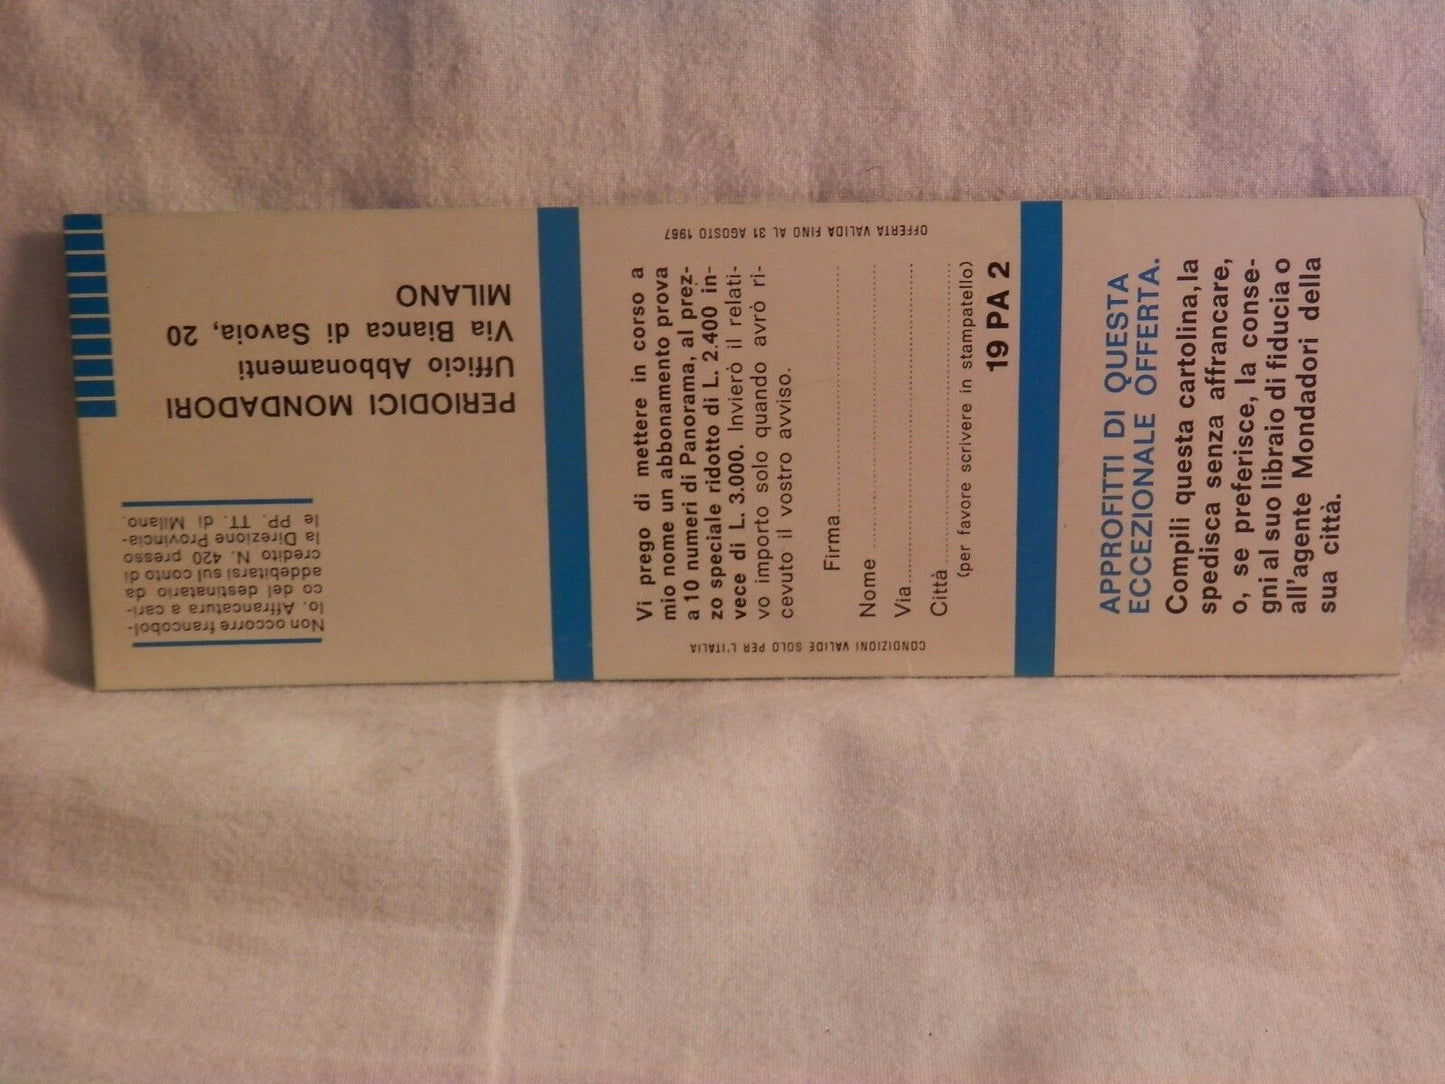 PERIODICI MONDADORI
Ufficio Abbonamenti
Via Bianca di Savoia, 20
MILANO
Non occorre francobol-
lo. Affrancatura a cari-
co del destinatario da
addebitarsi sul conto di
credito N. 420 presso
la Direzione Provincia-
le PP. TT. di Milano.
OFFERTA VALIDA FINO AL 31 AGOSTO 1967
Vi prego di mettere in corso a
mio nome un abbonamento prova
a 10 numeri di Panorama, al prez-
zo speciale ridotto di L. 2.400 in-
vece di L. 3.000. Invierò il relati-
vo importo solo quando avrò ri-
cevuto il vostro avviso.
Firma
Nome
Via
Città
(per favore scrivere in stampatello)
19 PA 2
CONDIZIONI VALIDE SOLO PER L'ITALIA
APPROFITTI DI QUESTA
ECCEZIONALE OFFERTA.
Compili questa cartolina, la
spedisca senza affrancare,
o, se preferisce, la conse-
gni al suo libraio di fiducia o
all'agente Mondadori della
sua città.